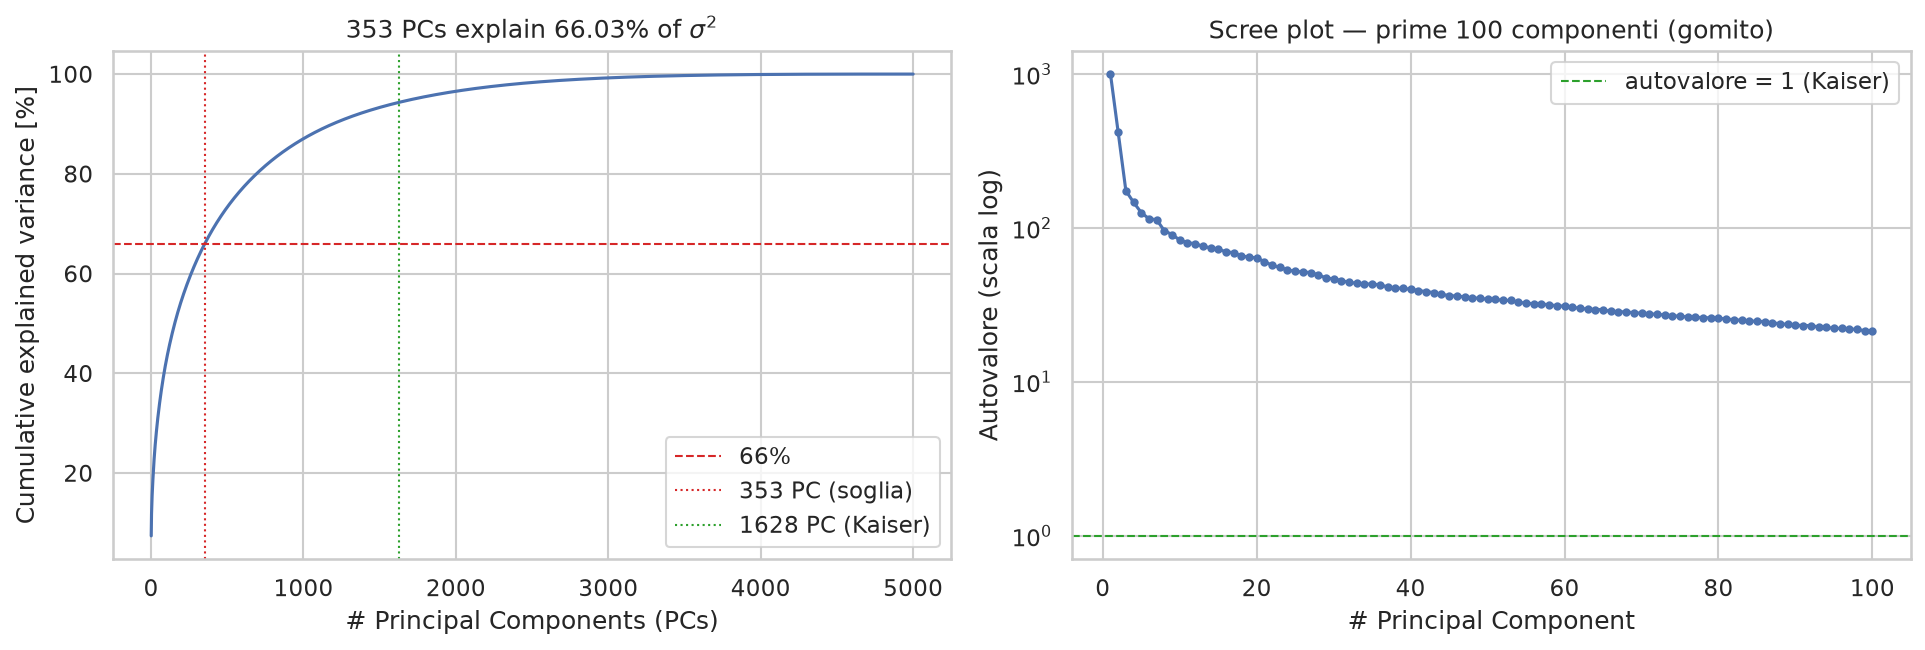 353 PCs explain 66.03% of σ²
Cumulative explained variance [%]
100
80
60
40
20
66%
353 PC (soglia)
1628 PC (Kaiser)
0 1000 2000 3000 4000 5000
# Principal Components (PCs)
Scree plot — prime 100 componenti (gomito)
Autovalore (scala log)
10³
10²
10¹
10⁰
autovalore = 1 (Kaiser)
0 20 40 60 80 100
# Principal Component